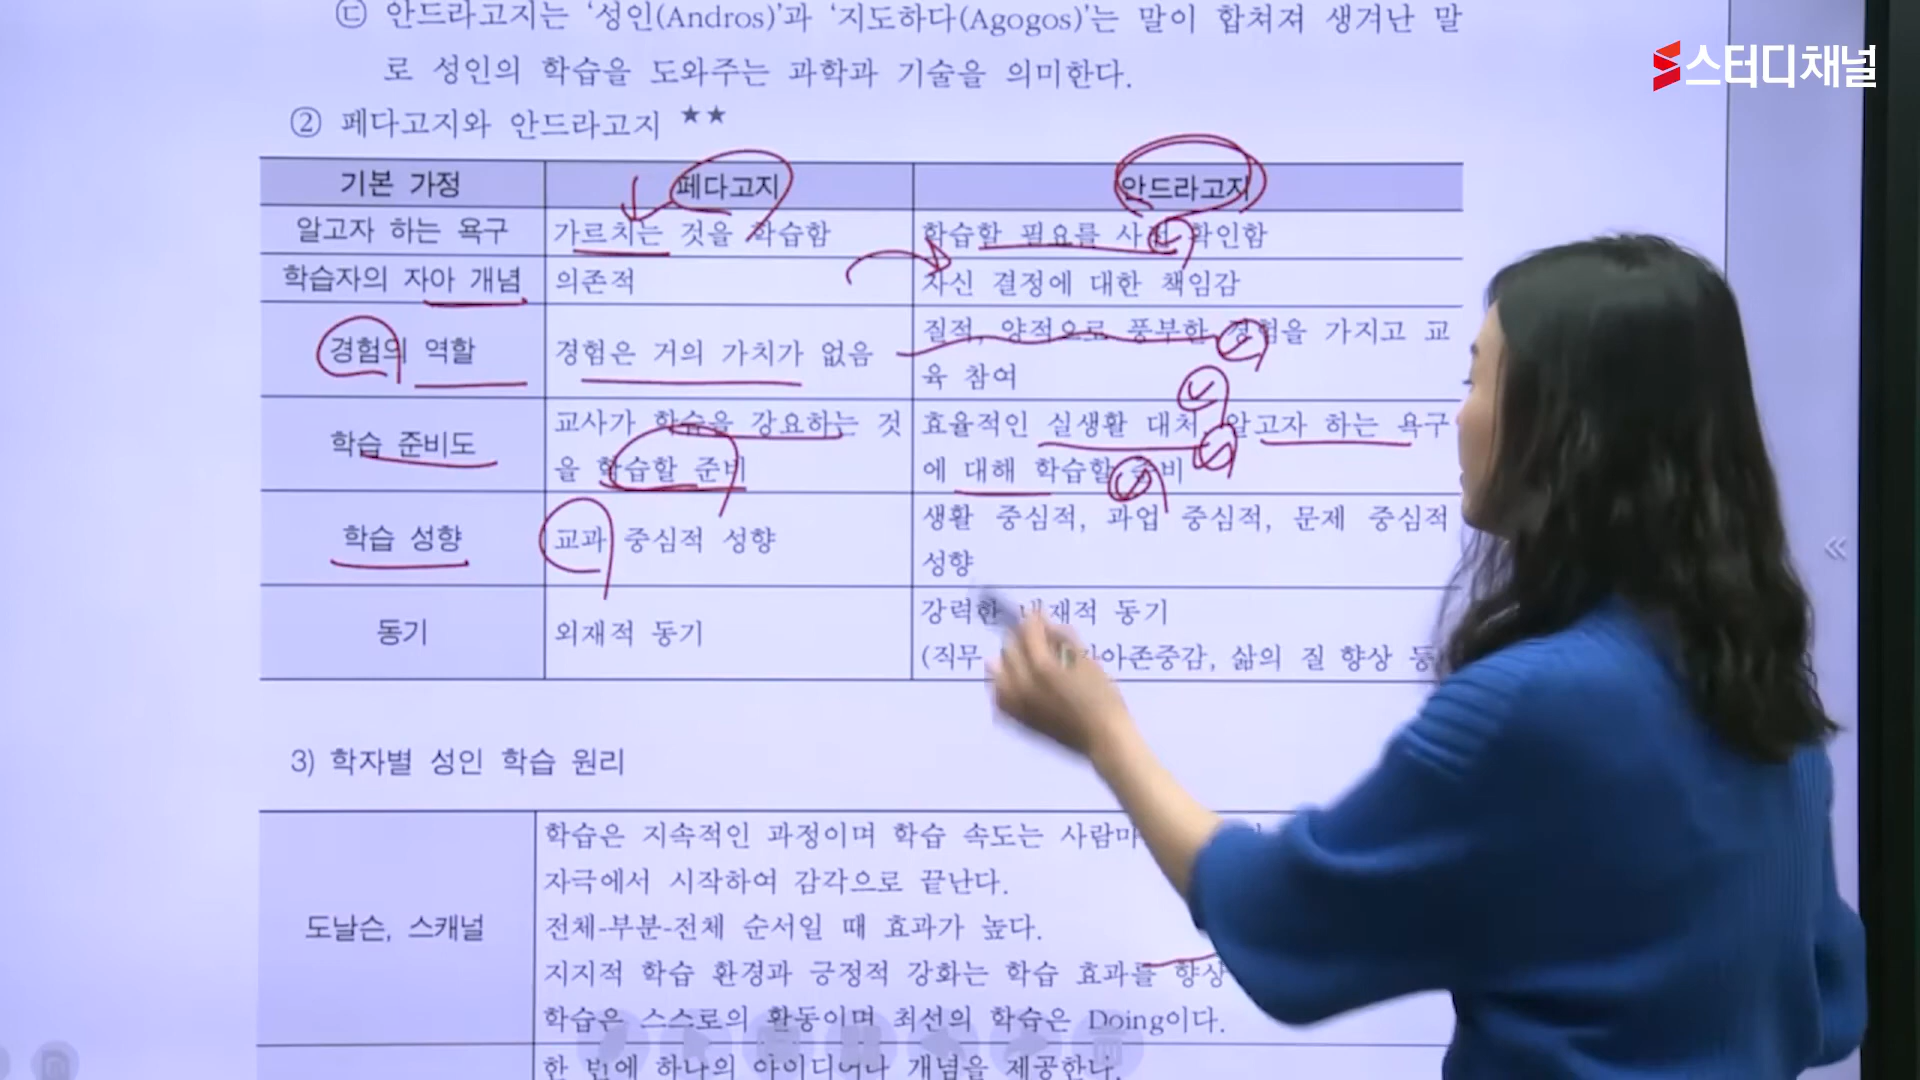 ㉢ 안드라고지는 ‘성인(Andros)’과 ‘지도하다(Agogos)’는 말이 합쳐져 생겨난 말
로 성인의 학습을 도와주는 과학과 기술을 의미한다.
스터디채널
② 페다고지와 안드라고지 ★★
기본 가정 페다고지 안드라고지
알고자 하는 욕구 가르치는 것을 학습함 학습할 필요를 사전 확인함
학습자의 자아 개념 의존적 자신 결정에 대한 책임감
경험의 역할 경험은 거의 가치가 없음 질적, 양적으로 풍부한 경험을 가지고 교
육 참여
학습 준비도 교사가 학습을 강요하는 것 효율적인 실생활 대처, 알고자 하는 욕구
을 학습할 준비 에 대해 학습할 준비
학습 성향 교과 중심적 성향 생활 중심적, 과업 중심적, 문제 중심적
성향
동기 외재적 동기 강력한 내재적 동기
(직무 자아존중감, 삶의 질 향상 등
3) 학자별 성인 학습 원리
도날슨, 스캐널 학습은 지속적인 과정이며 학습 속도는
자극에서 시작하여 감각으로 끝난다.
전체-부분-전체 순서일 때 효과가 높다.
지지적 학습 환경과 긍정적 강화는 학습 효과를 향상
학습은 스스로의 활동이며 최선의 학습은 Doing이다.
한 번에 하나의 아이디어나 개념을 제공한다.